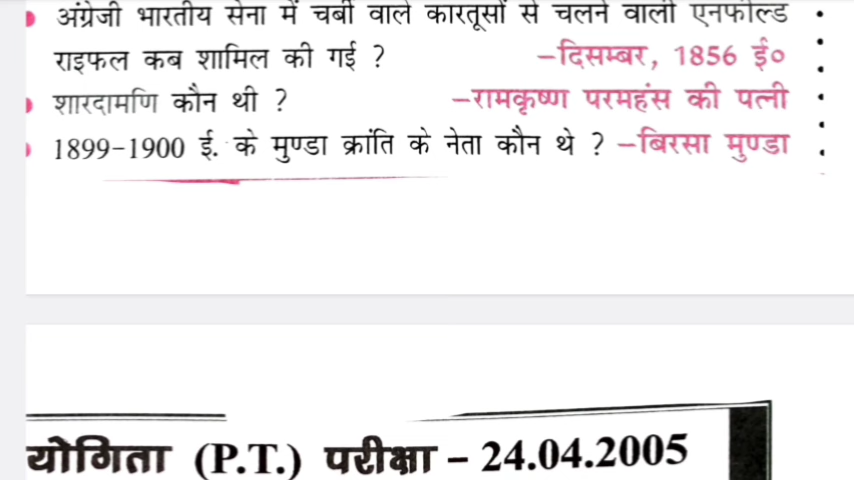 अंग्रेजी भारतीय सेना में चर्बी वाले कारतूसों से चलने वाली एनफील्ड
राइफल कब शामिल की गई ? –दिसम्बर, 1856 ई०
शारदामणि कौन थी ? –रामकृष्ण परमहंस की पत्नी
1899-1900 ई. के मुण्डा क्रांति के नेता कौन थे ? –बिरसा मुण्डा
योगिता (P.T.) परीक्षा – 24.04.2005